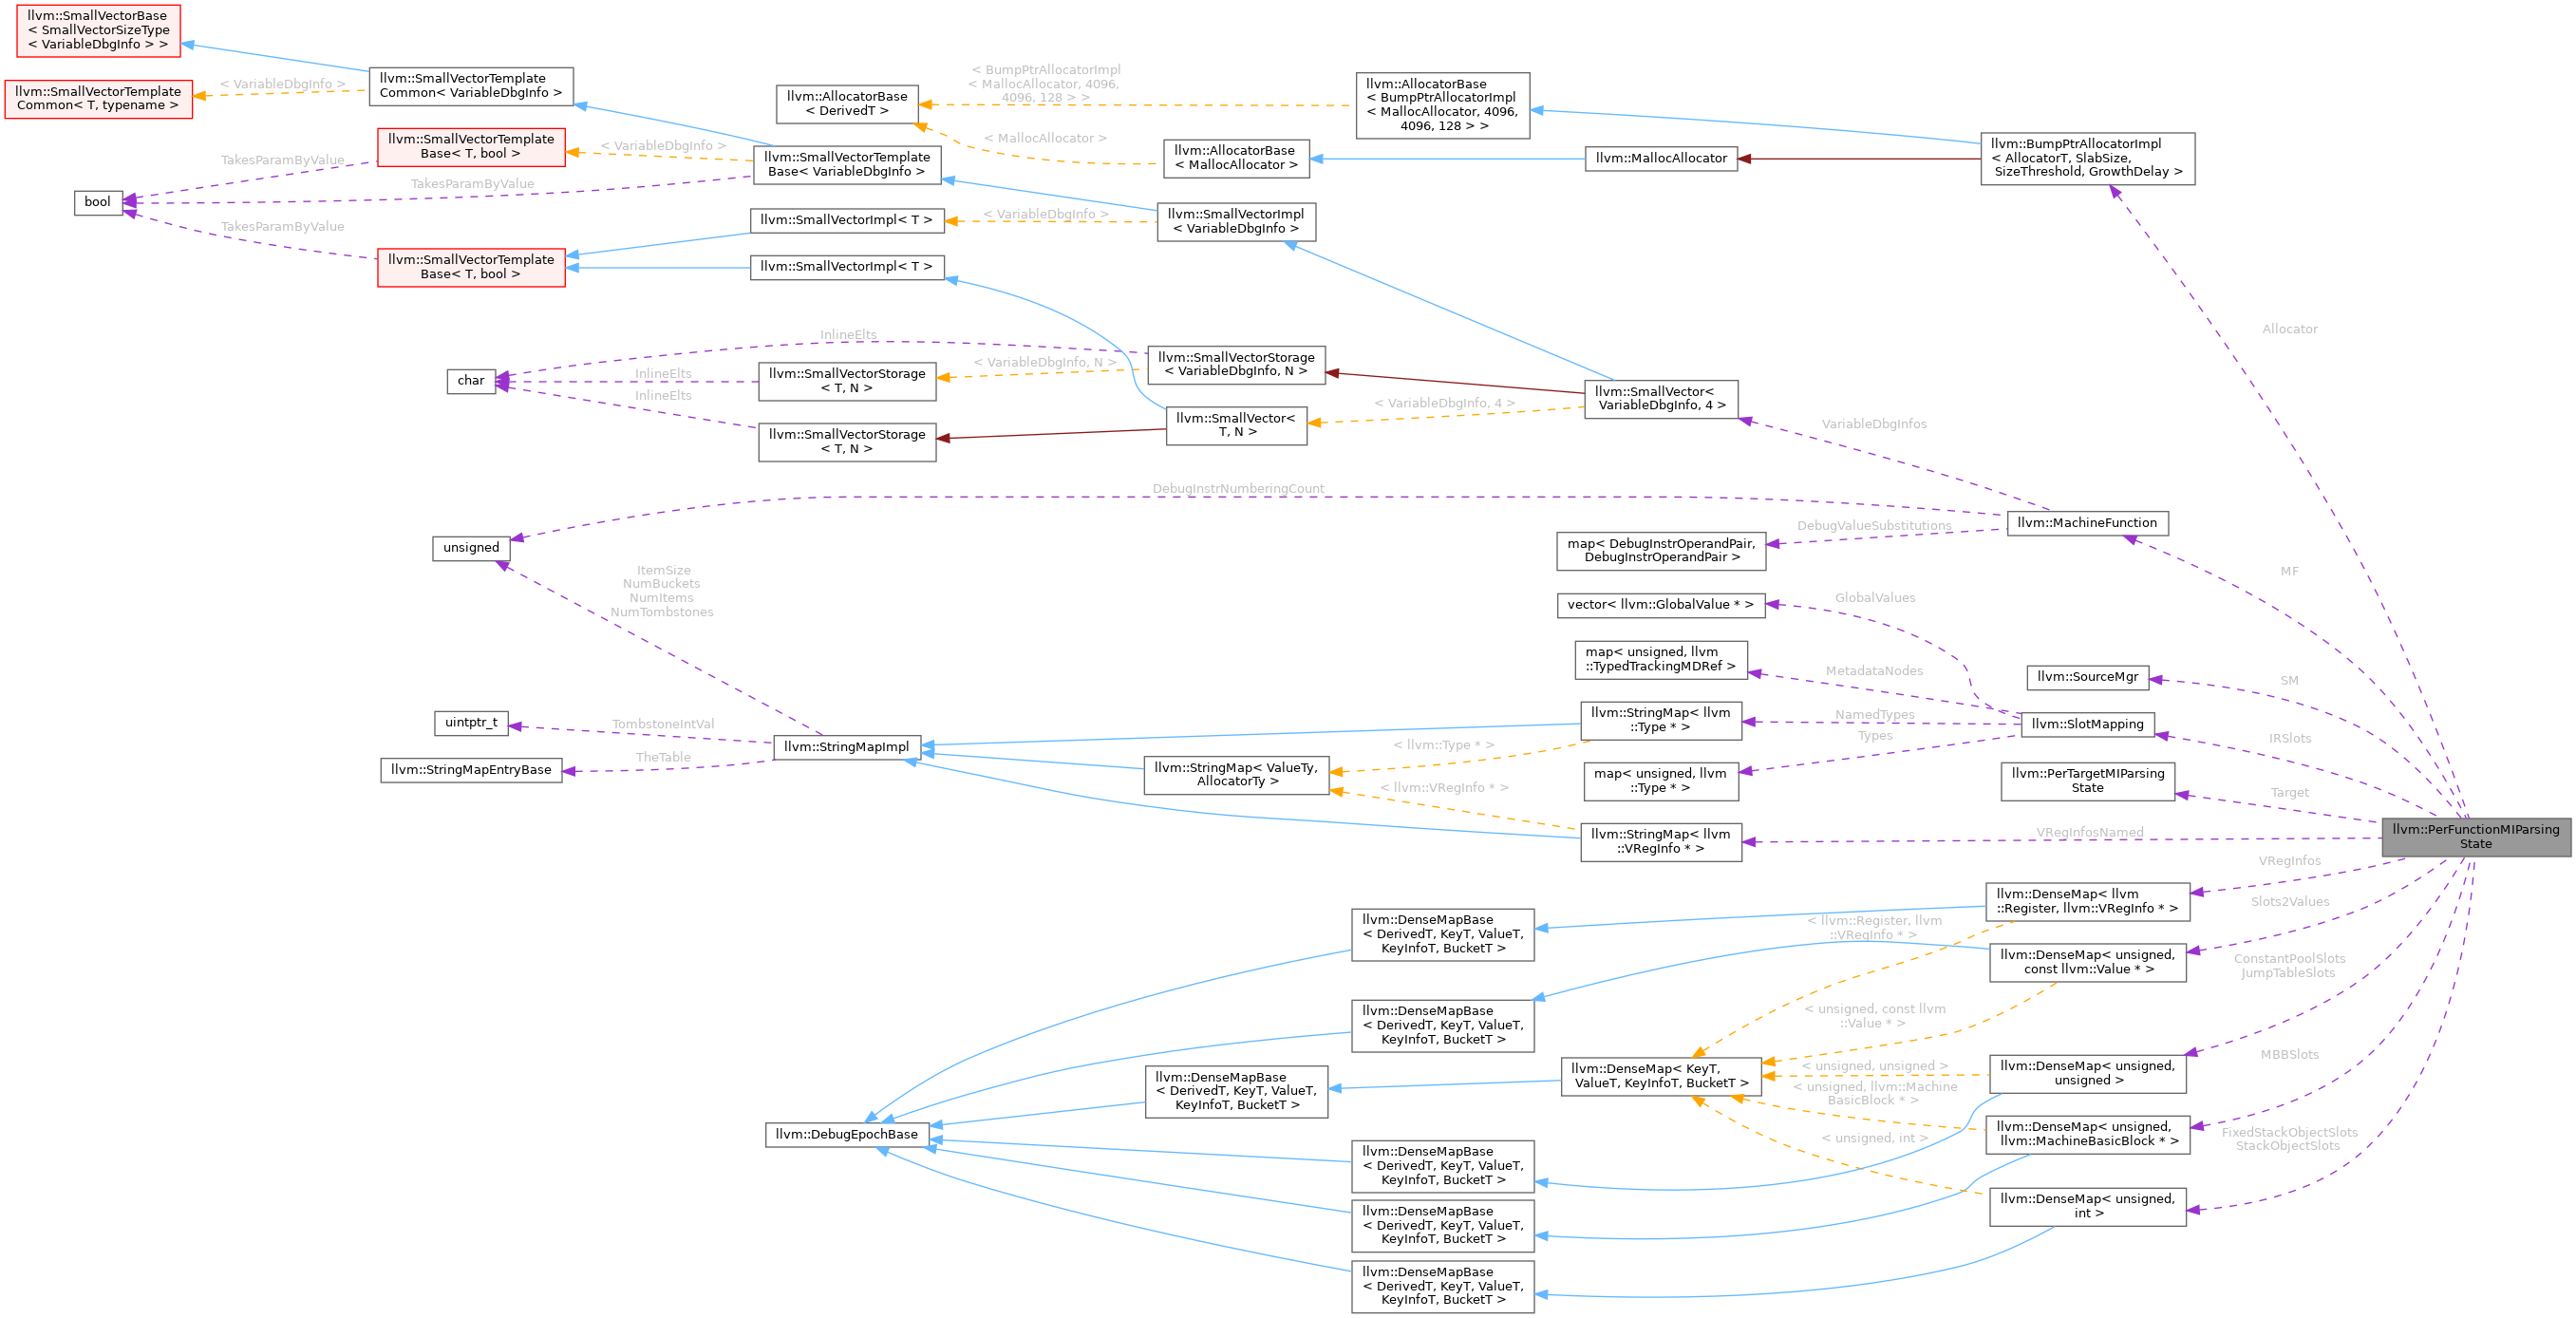 llvm::SmallVectorBase
< SmallVectorSizeType
< VariableDbgInfo > >
llvm::SmallVectorTemplate
Common< T, typename >
< VariableDbgInfo >
llvm::SmallVectorTemplate
Common< VariableDbgInfo >
llvm::AllocatorBase
< DerivedT >
< BumpPtrAllocatorImpl
< MallocAllocator, 4096,
4096, 128 > >
llvm::AllocatorBase
< BumpPtrAllocatorImpl
< MallocAllocator, 4096,
4096, 128 > >
< MallocAllocator >
llvm::AllocatorBase
< MallocAllocator >
llvm::MallocAllocator
llvm::BumpPtrAllocatorImpl
< AllocatorT, SlabSize,
SizeThreshold, GrowthDelay >
llvm::SmallVectorTemplate
Base< T, bool >
< VariableDbgInfo >
llvm::SmallVectorTemplate
Base< VariableDbgInfo >
TakesParamByValue
TakesParamByValue
TakesParamByValue
bool
llvm::SmallVectorImpl< T >
< VariableDbgInfo >
llvm::SmallVectorImpl
< VariableDbgInfo >
llvm::SmallVectorTemplate
Base< T, bool >
llvm::SmallVectorImpl< T >
Allocator
InlineElts
InlineElts
InlineElts
char
llvm::SmallVectorStorage
< T, N >
< VariableDbgInfo, N >
llvm::SmallVectorStorage
< VariableDbgInfo, N >
llvm::SmallVectorStorage
< T, N >
llvm::SmallVector<
T, N >
< VariableDbgInfo, 4 >
llvm::SmallVector<
VariableDbgInfo, 4 >
VariableDbgInfos
DebugInstrNumberingCount
unsigned
llvm::MachineFunction
DebugValueSubstitutions
map< DebugInstrOperandPair,
DebugInstrOperandPair >
MF
ItemSize
NumBuckets
NumItems
NumTombstones
vector< llvm::GlobalValue * >
GlobalValues
map< unsigned, llvm
::TypedTrackingMDRef >
MetadataNodes
llvm::SourceMgr
SM
uintptr_t
TombstoneIntVal
llvm::StringMapImpl
llvm::StringMap< llvm
::Type * >
NamedTypes
Types
llvm::SlotMapping
IRSlots
llvm::StringMapEntryBase
TheTable
llvm::StringMap< ValueTy,
AllocatorTy >
< llvm::Type * >
< llvm::VRegInfo * >
map< unsigned, llvm
::Type * >
llvm::PerTargetMIParsing
State
Target
llvm::StringMap< llvm
::VRegInfo * >
VRegInfosNamed
llvm::PerFunctionMIParsing
State
VRegInfos
llvm::DenseMap< llvm
::Register, llvm::VRegInfo * >
Slots2Values
llvm::DenseMapBase
< DerivedT, KeyT, ValueT,
KeyInfoT, BucketT >
< llvm::Register, llvm
::VRegInfo * >
llvm::DenseMap< unsigned,
const llvm::Value * >
ConstantPoolSlots
JumpTableSlots
llvm::DenseMapBase
< DerivedT, KeyT, ValueT,
KeyInfoT, BucketT >
< unsigned, const llvm
::Value * >
llvm::DenseMapBase
< DerivedT, KeyT, ValueT,
KeyInfoT, BucketT >
llvm::DenseMap< KeyT,
ValueT, KeyInfoT, BucketT >
< unsigned, unsigned >
< unsigned, llvm::Machine
BasicBlock * >
llvm::DenseMap< unsigned,
unsigned >
MBBSlots
llvm::DebugEpochBase
< unsigned, int >
llvm::DenseMap< unsigned,
llvm::MachineBasicBlock * >
FixedStackObjectSlots
StackObjectSlots
llvm::DenseMapBase
< DerivedT, KeyT, ValueT,
KeyInfoT, BucketT >
llvm::DenseMap< unsigned,
int >
llvm::DenseMapBase
< DerivedT, KeyT, ValueT,
KeyInfoT, BucketT >
llvm::DenseMapBase
< DerivedT, KeyT, ValueT,
KeyInfoT, BucketT >